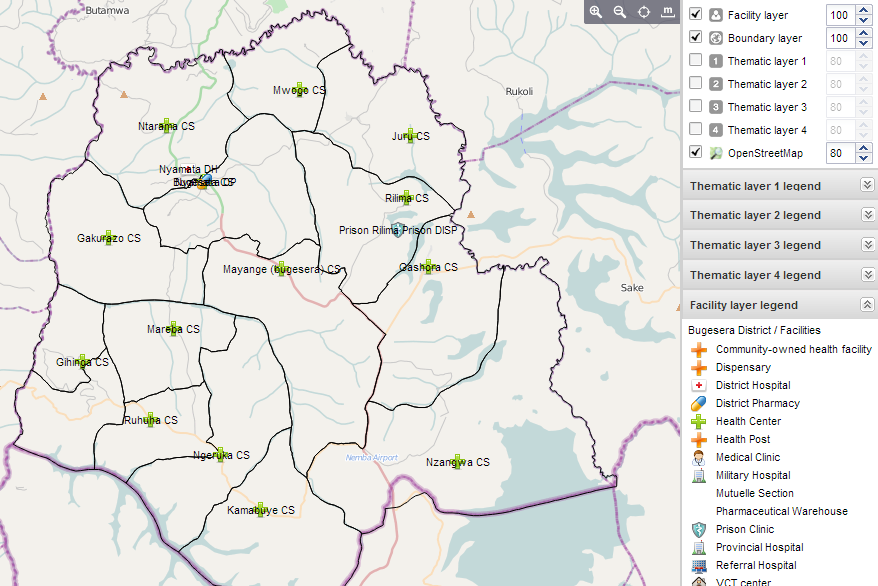 Butamwa
m
Mwogo CS
Rukoli
Ntarama CS
Juru CS
Nyamata DH
Rilima CS
Prison Rilima Prison DISP
Gakurazo CS
Mayange (bugesera) CS
Gashora CS
Sake
Mareba CS
Gihinga CS
Ruhuha CS
Ngeruka CS
Nemba Airport
Nzangwa CS
Kamabuye CS
Facility layer 100
Boundary layer 100
1 Thematic layer 1 80
2 Thematic layer 2 80
3 Thematic layer 3 80
4 Thematic layer 4 80
OpenStreetMap 80
Thematic layer 1 legend
Thematic layer 2 legend
Thematic layer 3 legend
Thematic layer 4 legend
Facility layer legend
Bugesera District / Facilities
Community-owned health facility
Dispensary
District Hospital
District Pharmacy
Health Center
Health Post
Medical Clinic
Military Hospital
Mutuelle Section
Pharmaceutical Warehouse
Prison Clinic
Provincial Hospital
Referral Hospital
VCT center